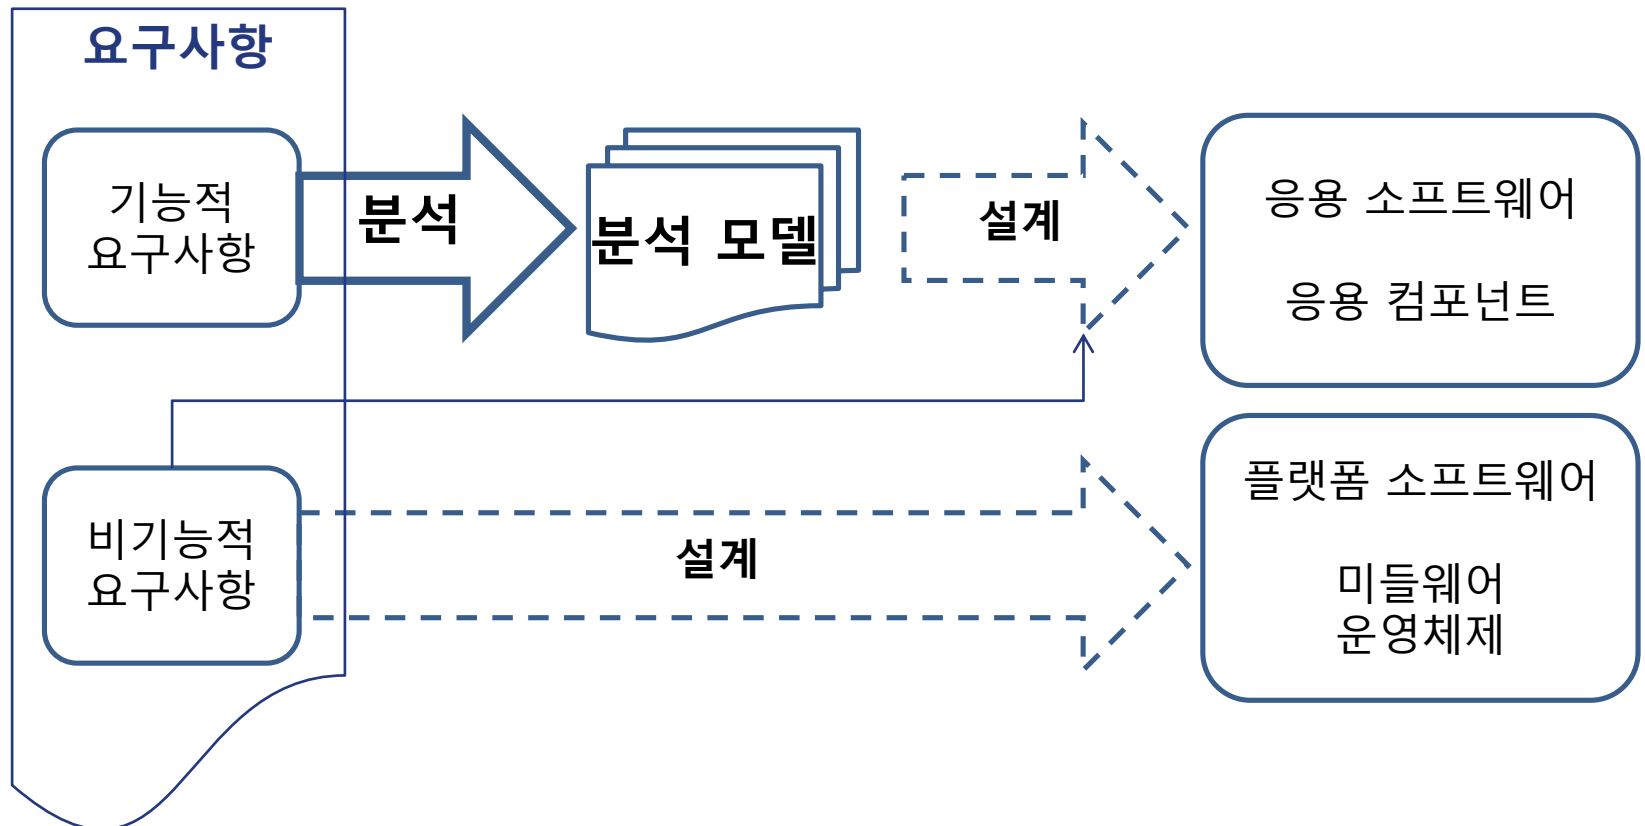 요구사항
기능적
요구사항
분석
분석 모델
설계
응용 소프트웨어
응용 컴포넌트
비기능적
요구사항
설계
플랫폼 소프트웨어
미들웨어
운영체제